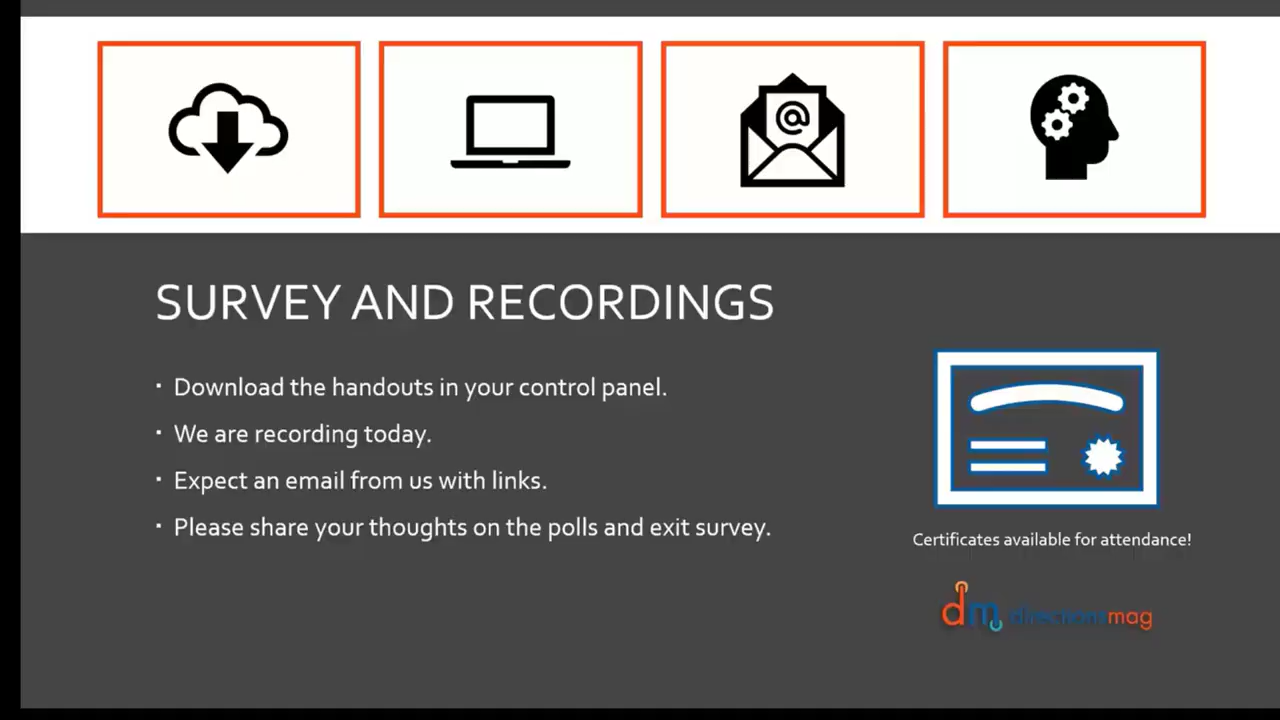 @
SURVEY AND RECORDINGS
· Download the handouts in your control panel.
· We are recording today.
· Expect an email from us with links.
· Please share your thoughts on the polls and exit survey.
Certificates available for attendance!
dm directionsmag